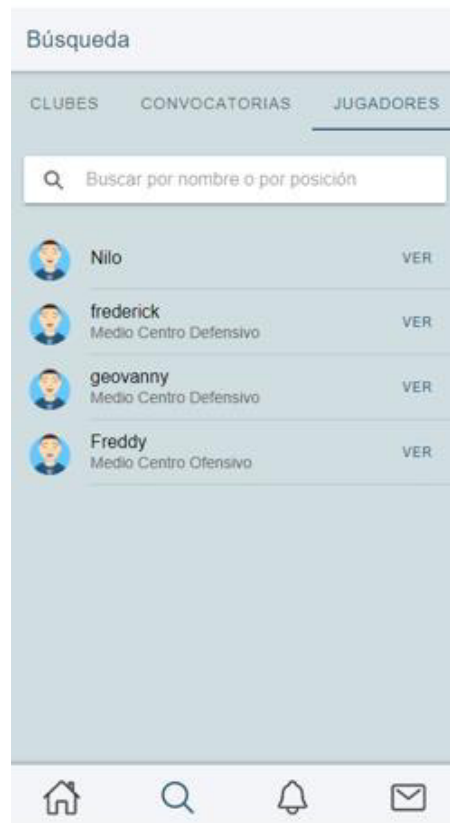 Búsqueda
CLUBES CONVOCATORIAS JUGADORES
Buscar por nombre o por posición
Nilo VER
frederick
Medio Centro Defensivo VER
geovanny
Medio Centro Defensivo VER
Freddy
Medio Centro Ofensivo VER